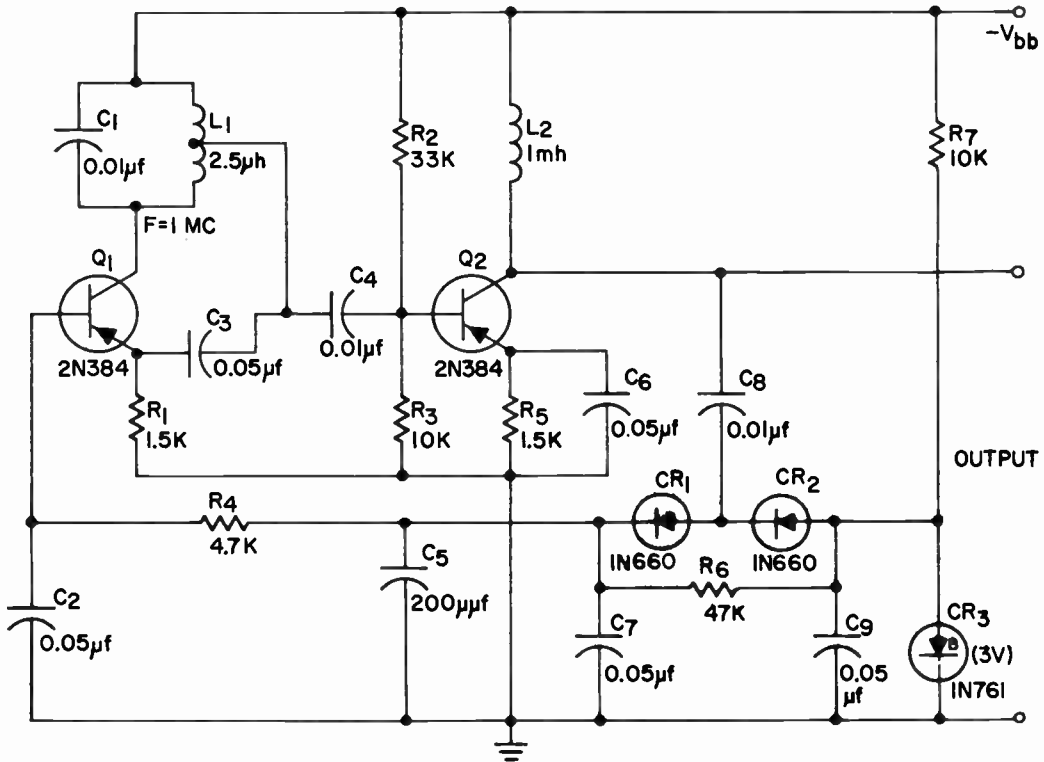 -Vbb
C1
0.01µf
L1
2.5µh
F=1 MC
R2
33K
L2
1mh
R7
10K
Q1
2N384
C3
0.05µf
C4
0.01µf
Q2
2N384
R1
1.5K
R3
10K
R5
1.5K
C6
0.05µf
C8
0.01µf
OUTPUT
R4
4.7K
CR1
1N660
CR2
1N660
C5
200µµf
R6
47K
C2
0.05µf
C7
0.05µf
C9
0.05
µf
CR3
B
(3V)
1N761